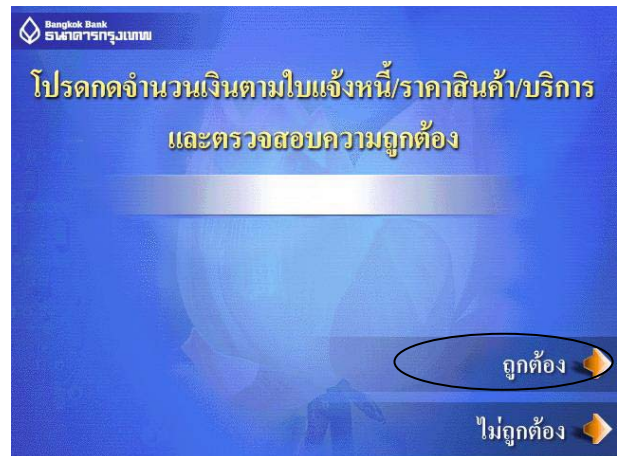 Bangkok Bank
ธนาคารกรุงเทพ
โปรดกดจำนวนเงินตามใบแจ้งหนี้/ราคาสินค้า/บริการ
และตรวจสอบความถูกต้อง
ถูกต้อง
ไม่ถูกต้อง